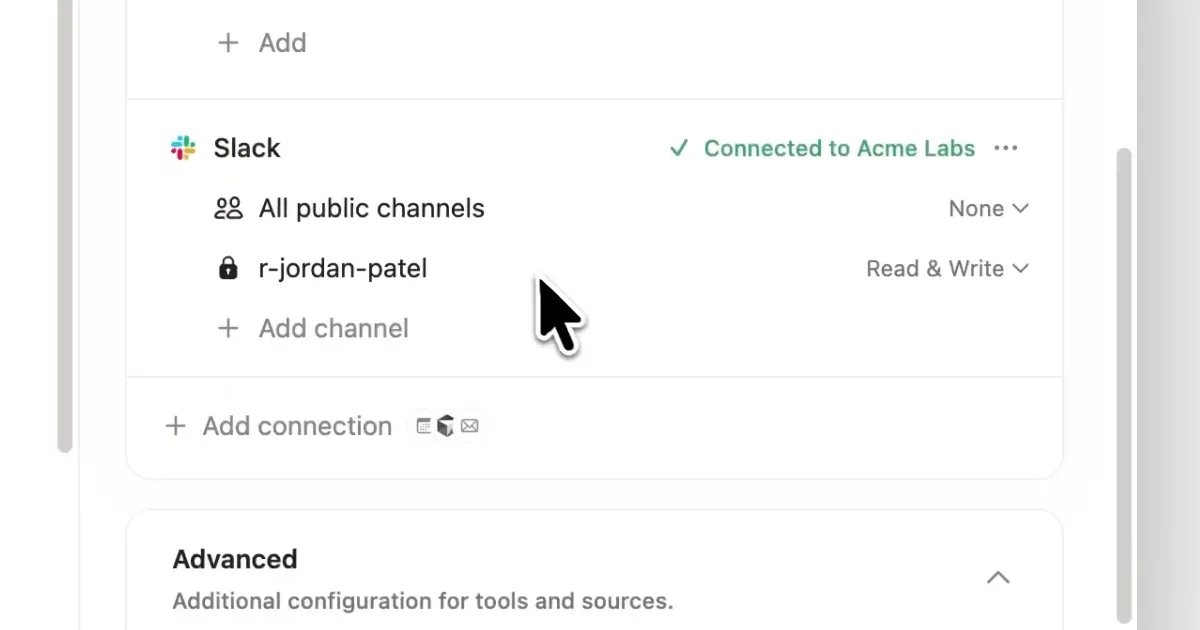 Add
Slack
Connected to Acme Labs
All public channels
None
r-jordan-patel
Read & Write
Add channel
Add connection
Advanced
Additional configuration for tools and sources.